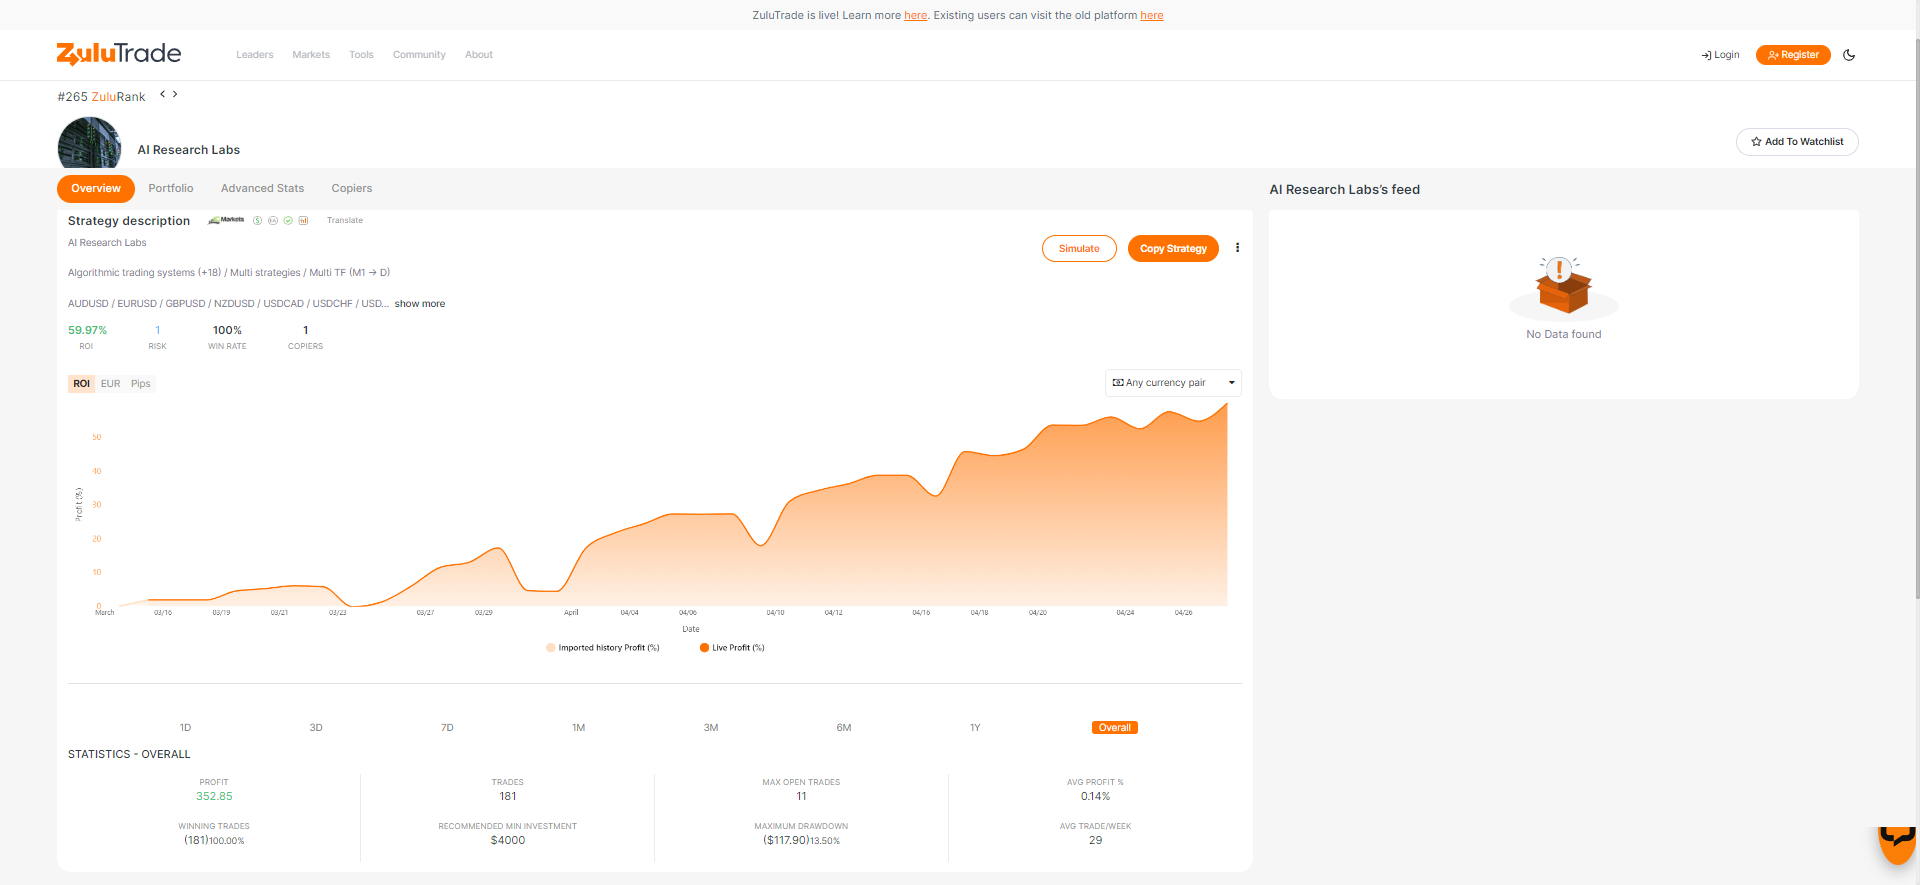 ZuluTrade is live! Learn more here. Existing users can visit the old platform here
ZuluTrade
Leaders Markets Tools Community About
Login Register
#265 ZuluRank
AI Research Labs
Add To Watchlist
Overview Portfolio Advanced Stats Copiers
AI Research Labs's feed
Strategy description Markets Translate
AI Research Labs
Simulate Copy Strategy
Algorithmic trading systems (+18) / Multi strategies / Multi TF (M1 → D)
AUDUSD / EURUSD / GBPUSD / NZDUSD / USDCAD / USDCHF / USD... show more
59.97% 1 100% 1
ROI RISK WIN RATE COPIERS
No Data found
ROI EUR Pips
Any currency pair
50
40
30
20
10
0
Profit (%)
March 03/16 03/19 03/21 03/23 03/27 03/29 April 04/04 04/06 04/10 04/12 04/16 04/18 04/20 04/24 04/26
Date
Imported history Profit (%) Live Profit (%)
1D 3D 7D 1M 3M 6M 1Y Overall
STATISTICS - OVERALL
PROFIT TRADES MAX OPEN TRADES AVG PROFIT %
352.85 181 11 0.14%
WINNING TRADES RECOMMENDED MIN INVESTMENT MAXIMUM DRAWDOWN AVG TRADE/WEEK
(181)100.00% $4000 ($117.90)13.50% 29